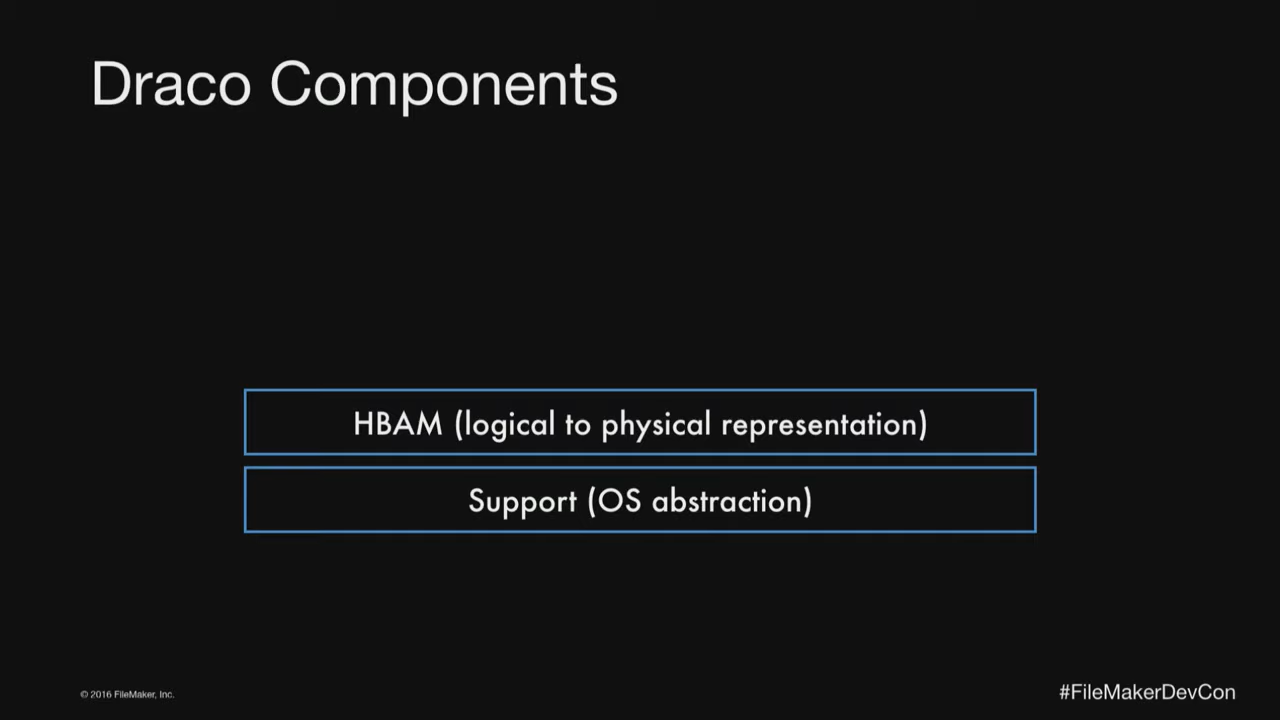 Draco Components
HBAM (logical to physical representation)
Support (OS abstraction)
© 2016 FileMaker, Inc.
#FileMakerDevCon